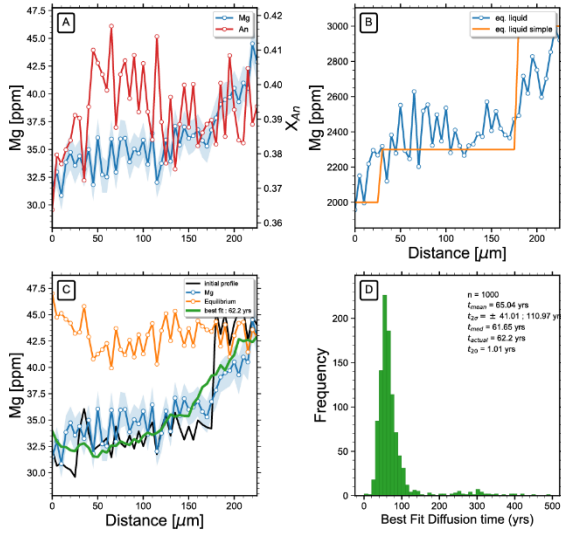 A
Mg
An
47.5
45.0
42.5
40.0
37.5
35.0
32.5
30.0
Mg [ppm]
0.42
0.41
0.40
0.39
0.38
0.37
0.36
X_An
0
50
100
150
200
B
eq. liquid
eq. liquid simple
3000
2800
2600
2400
2200
2000
Mg [ppm]
0
50
100
150
200
Distance [μm]
C
initial profile
Mg
Equilibrium
best fit : 62.2 yrs
47.5
45.0
42.5
40.0
37.5
35.0
32.5
30.0
Mg [ppm]
0
50
100
150
200
Distance [μm]
D
n = 1000
t_mean = 65.04 yrs
t_2σ = ± 41.01 ; 110.97 yrs
t_med = 61.65 yrs
t_actual = 62.2 yrs
t_2σ = 1.01 yrs
200
150
100
50
0
Frequency
0
100
200
300
400
500
Best Fit Diffusion time (yrs)